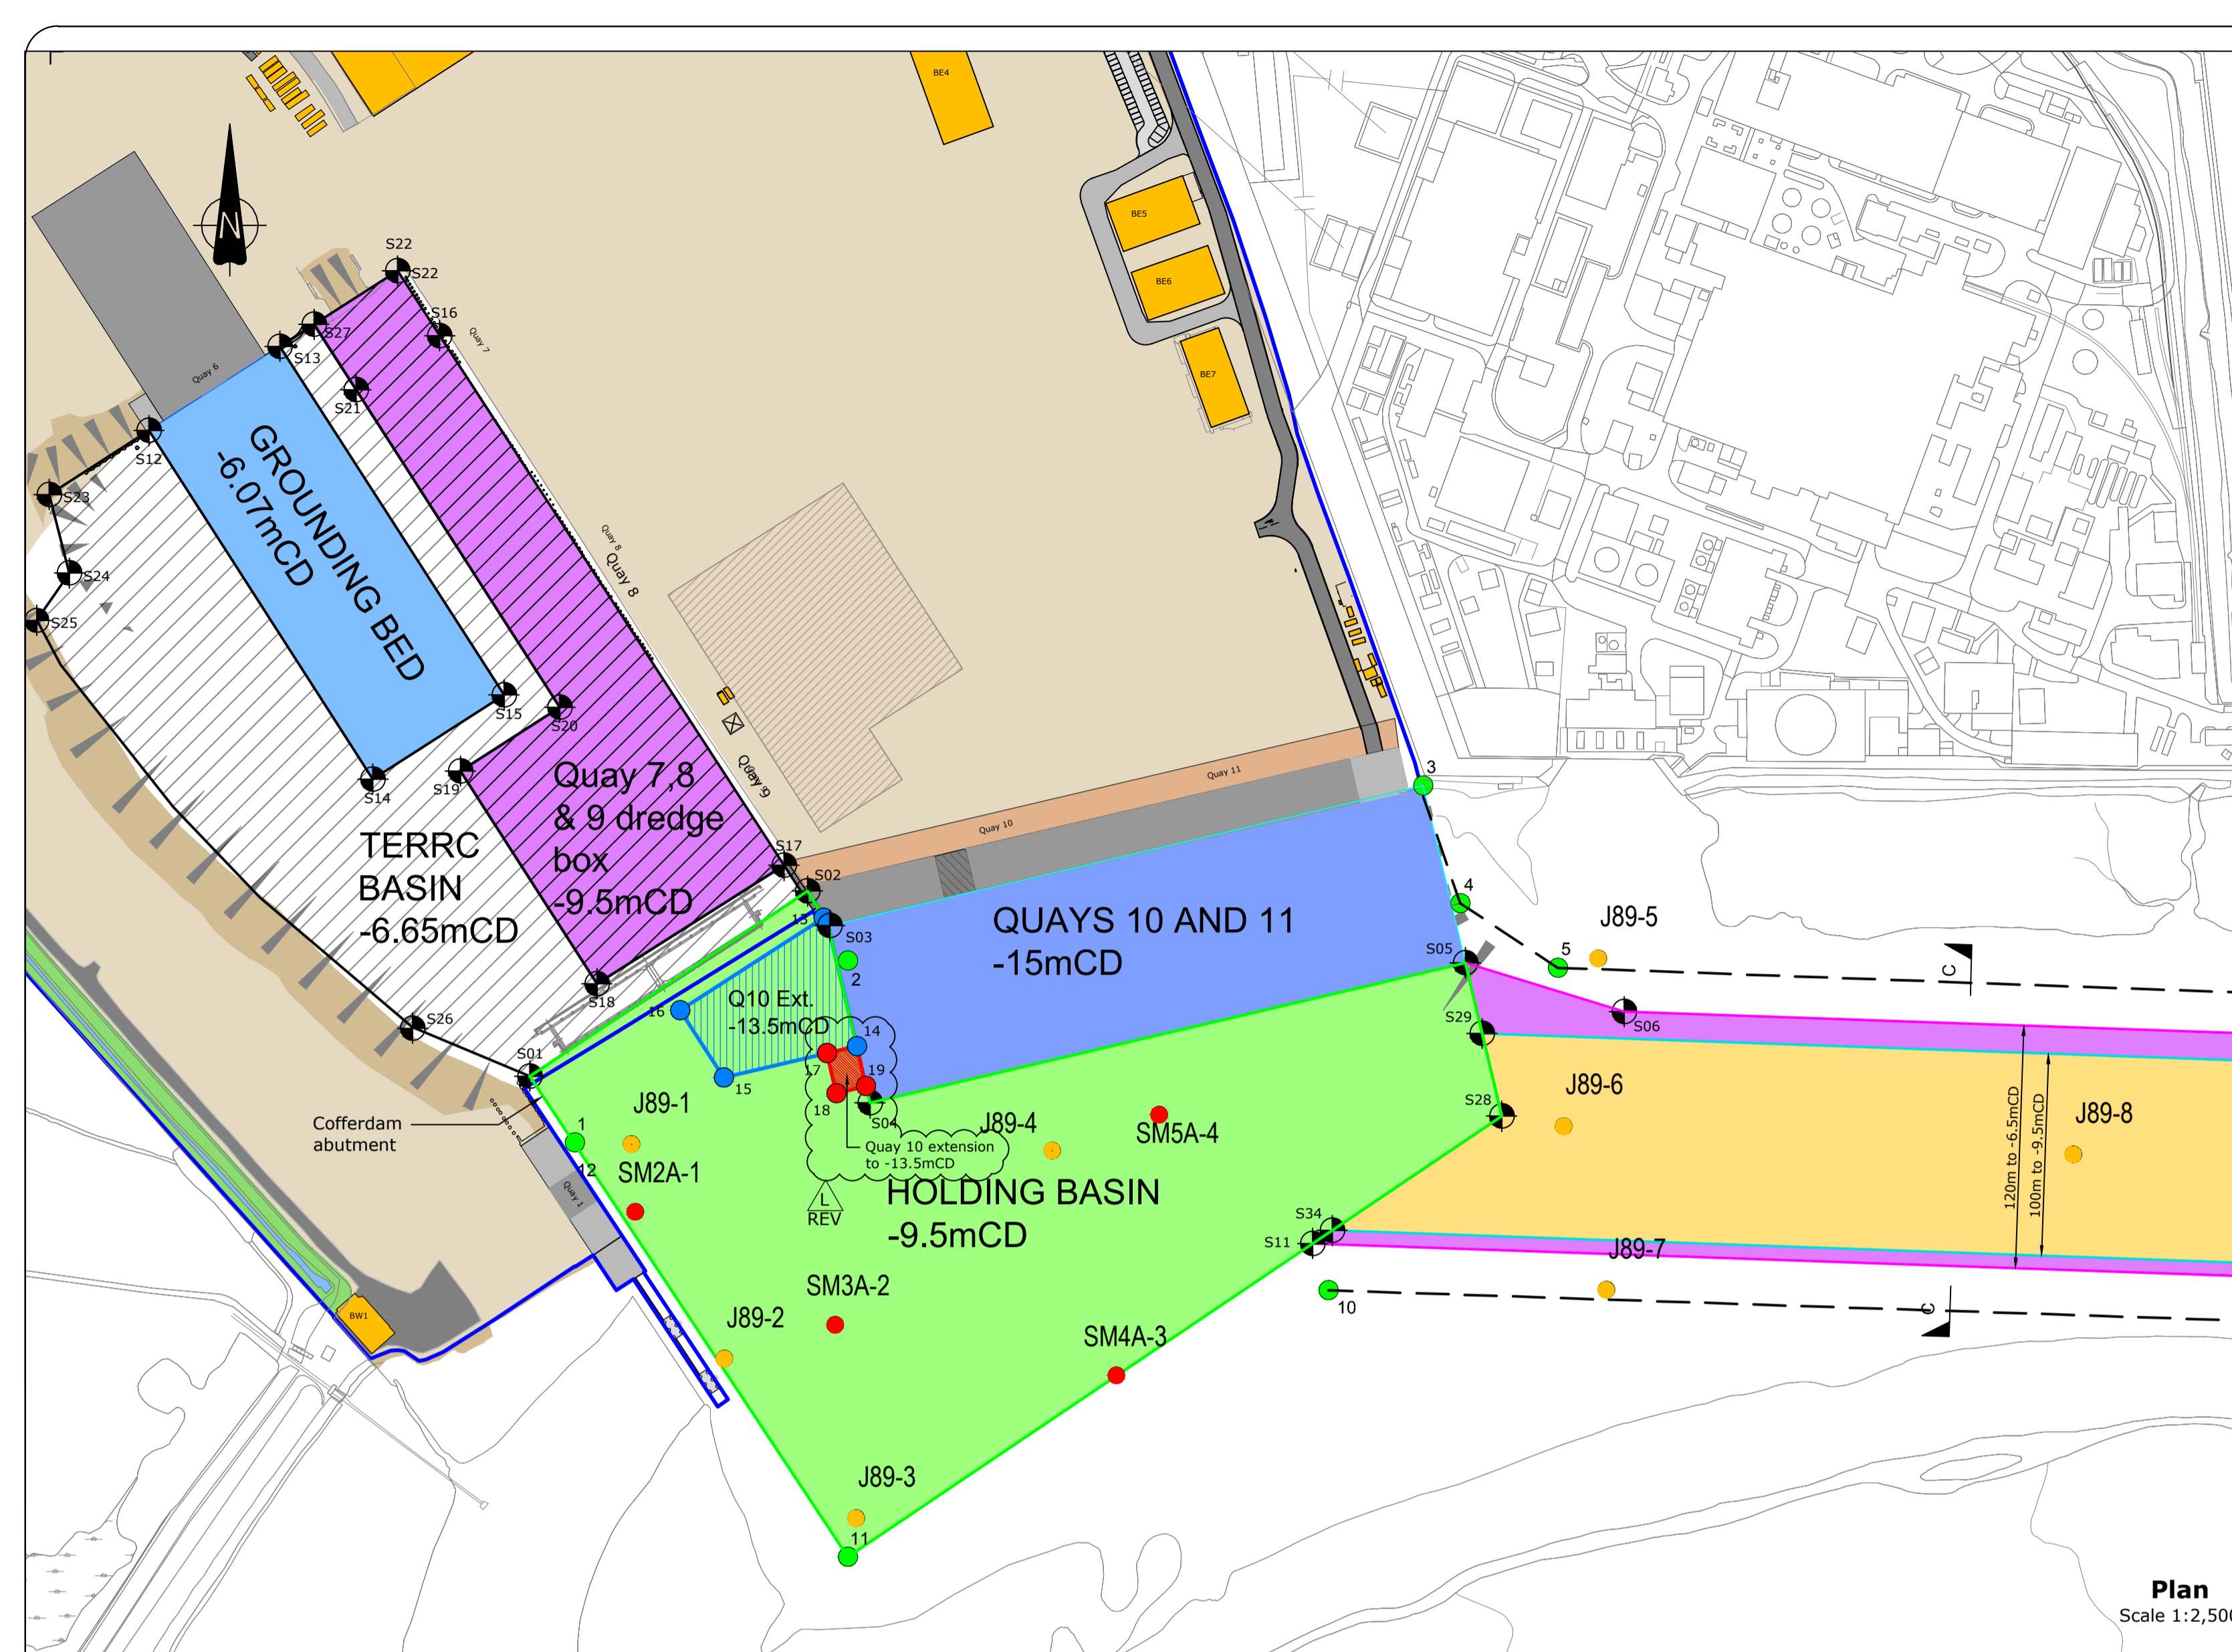 BE4
N
BE5
BE6
BE7
S22
S22
S16
Quay 7
S27
S13
Quay 6
S21
S12
S23
GROUNDING BED
-6.07mCD
S24
S25
Quay 8
Quay 8
S15
S20
S14
S19
Quay 9
Quay 7,8
& 9 dredge
box
-9.5mCD
TERRC
BASIN
-6.65mCD
Quay 11
3
Quay 10
S17
S02
13
S03
2
QUAYS 10 AND 11
-15mCD
4
5
J89-5
S05
C
S18
16
Q10 Ext.
-13.5mCD
14
S06
S29
S26
S01
15
17
19
18
S04
J89-1
J89-4
SM5A-4
S28
J89-6
J89-8
120m to -6.5mCD
100m to -9.5mCD
Cofferdam
abutment
1
12
SM2A-1
Quay 1
Quay 10 extension
to -13.5mCD
L
REV
HOLDING BASIN
-9.5mCD
S34
S11
J89-7
10
C
SM3A-2
J89-2
BW1
SM4A-3
J89-3
11
Plan
Scale 1:2,500